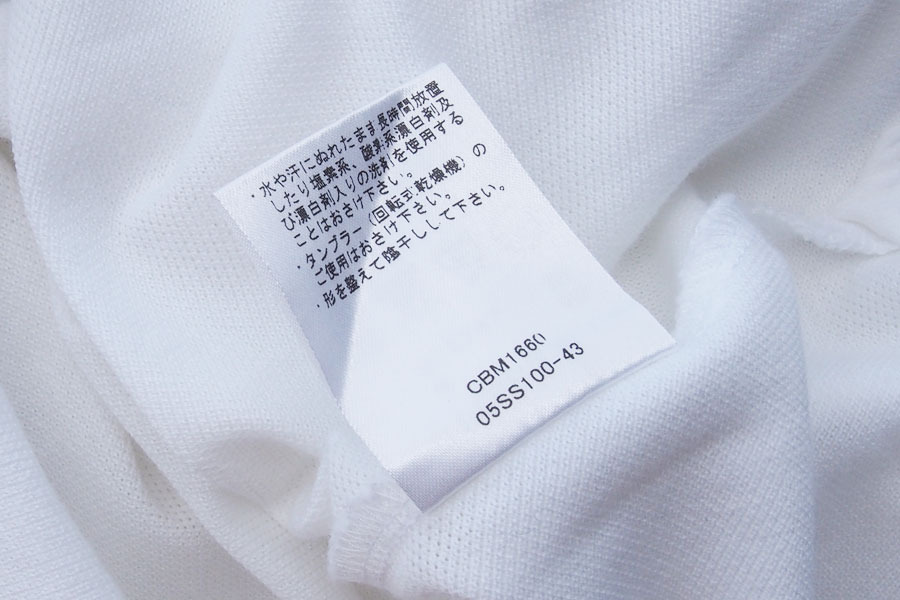 ・水や汗にぬれたまま長時間放置
したり塩素系、酸素系漂白剤及
び漂白剤入りの洗剤を使用する
ことはおさけ下さい。
・タンブラー（回転式乾燥機）の
ご使用はおさけ下さい。
・形を整えて陰干しして下さい。
CBM1660
05SS100-43